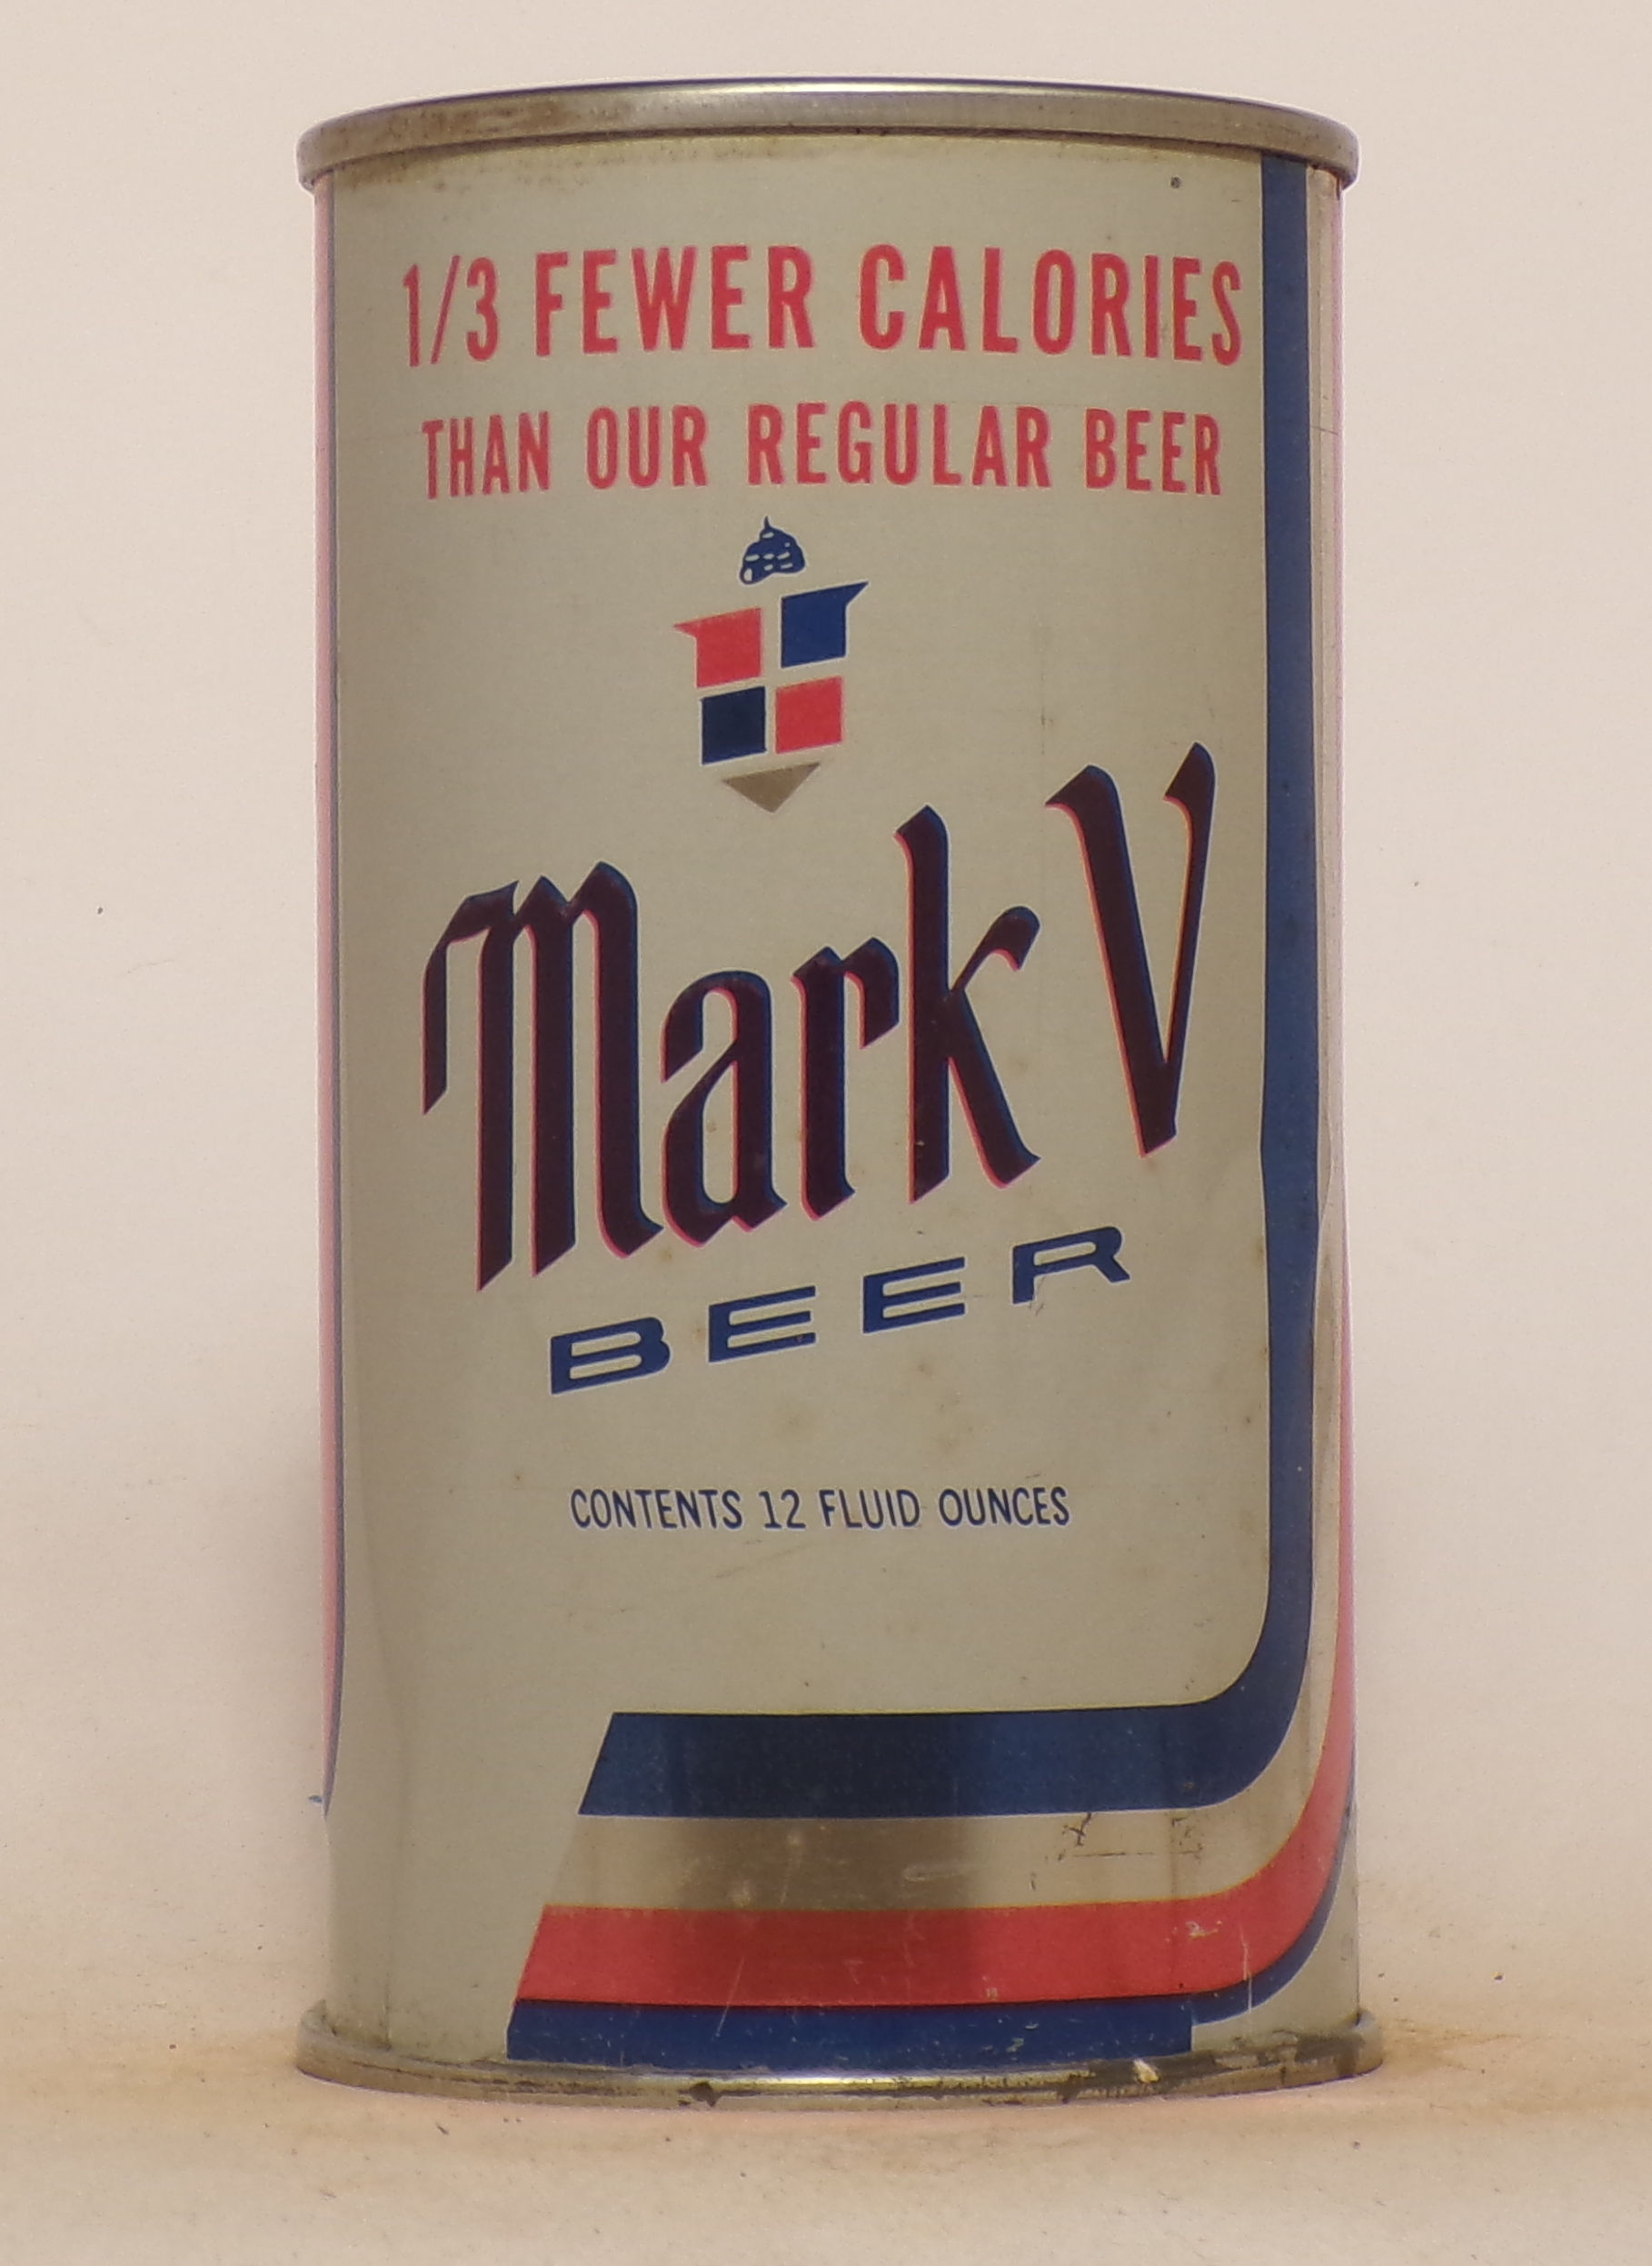 1/3 FEWER CALORIES
THAN OUR REGULAR BEER
Mark V
BEER
CONTENTS 12 FLUID OUNCES